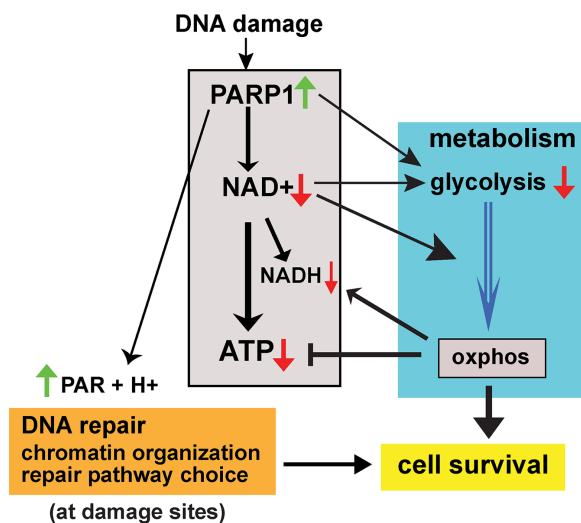 DNA damage
PARP1
metabolism
NAD+
glycolysis
NADH
ATP
oxphos
PAR + H+
DNA repair
chromatin organization
repair pathway choice
cell survival
(at damage sites)